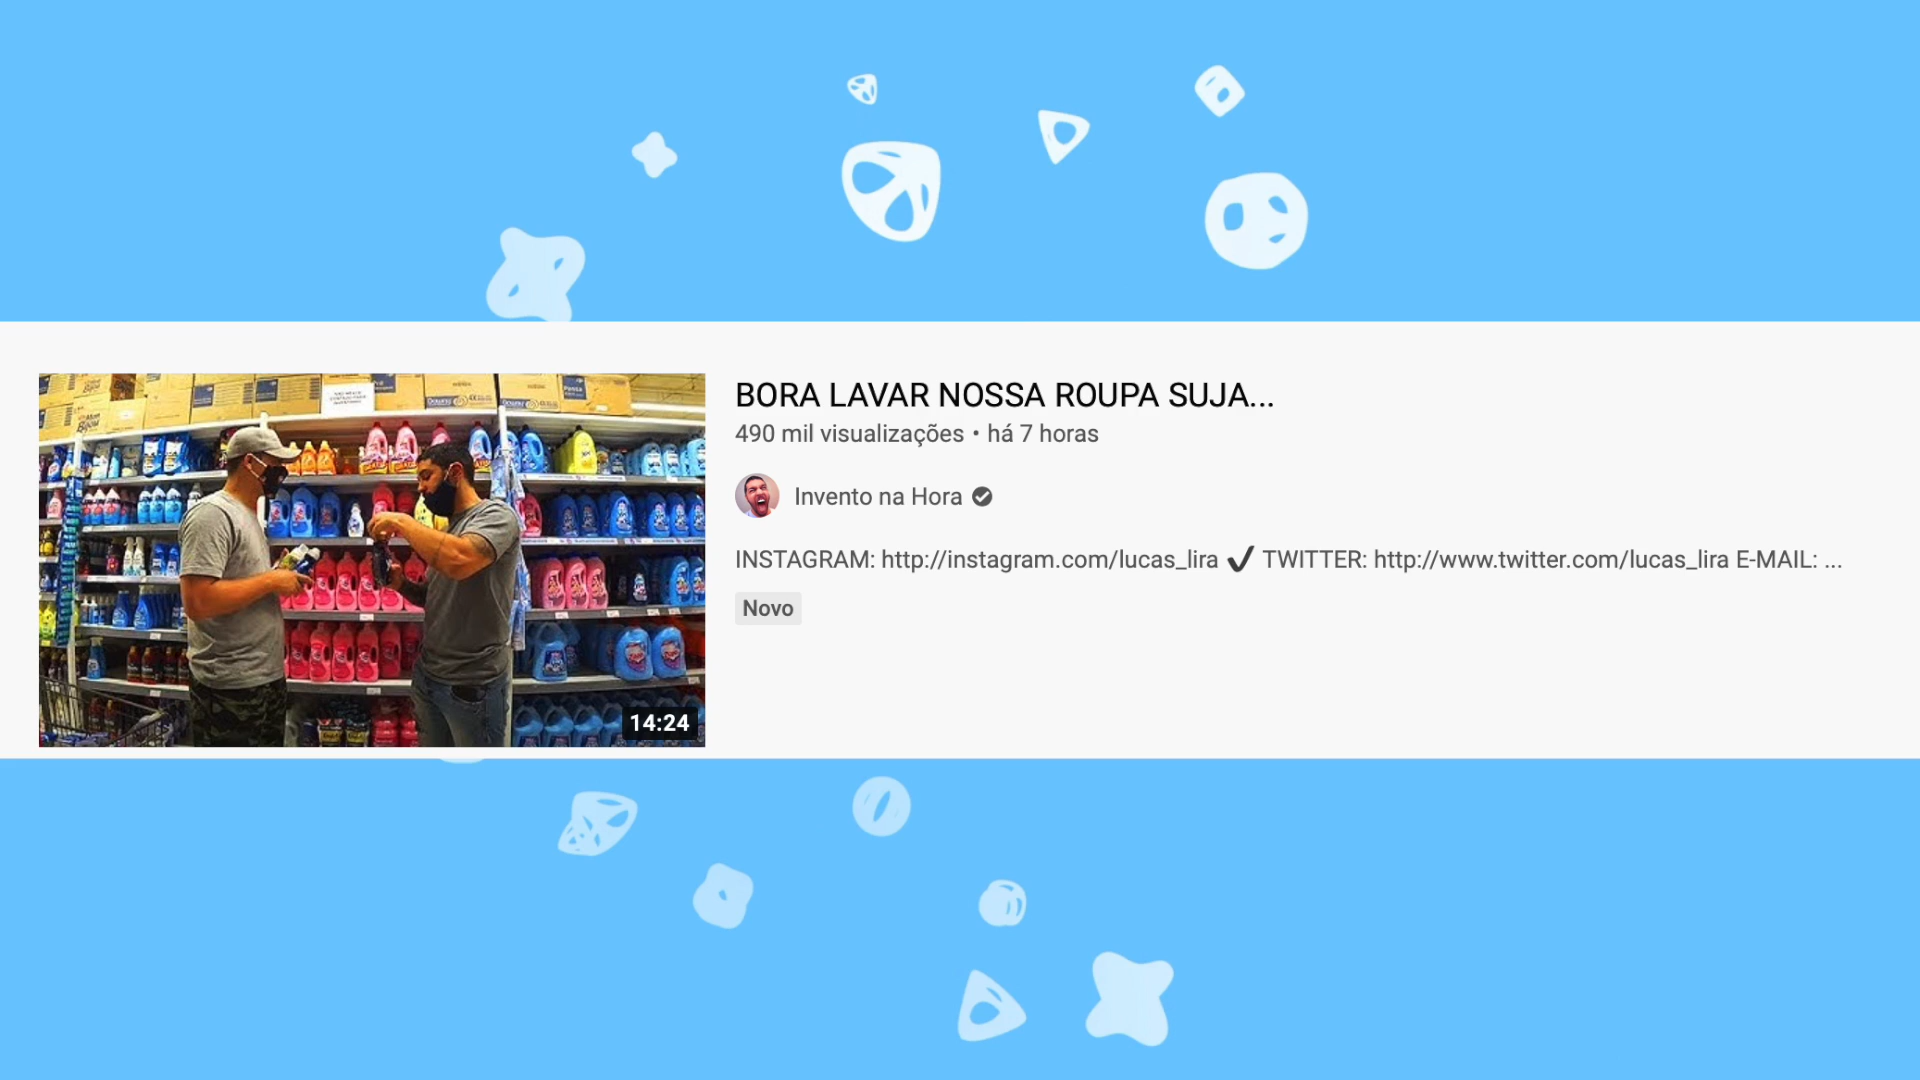 BORA LAVAR NOSSA ROUPA SUJA...
490 mil visualizações • há 7 horas
Invento na Hora
INSTAGRAM: http://instagram.com/lucas_lira ✔ TWITTER: http://www.twitter.com/lucas_lira E-MAIL: ...
Novo
14:24